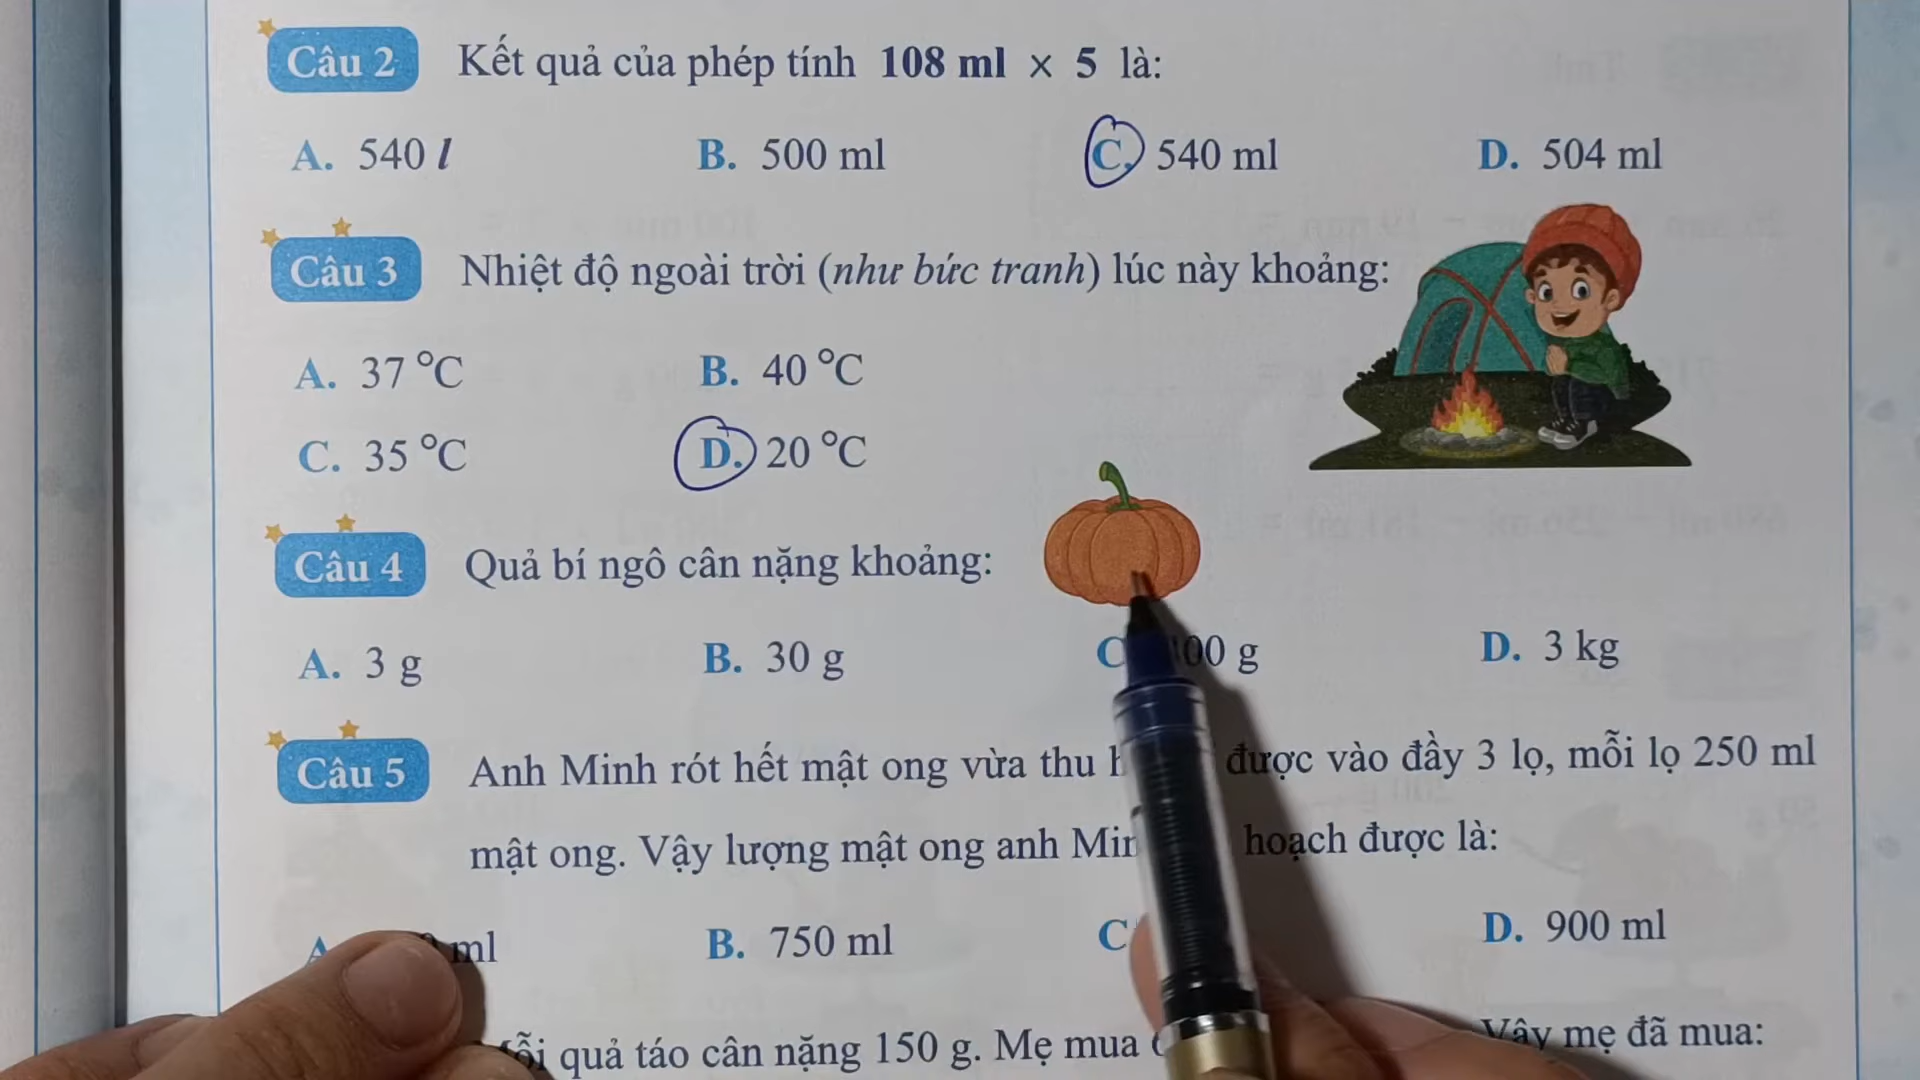 Câu 2 Kết quả của phép tính 108 ml × 5 là:
A. 540 l B. 500 ml C. 540 ml D. 504 ml
Câu 3 Nhiệt độ ngoài trời (như bức tranh) lúc này khoảng:
A. 37 °C B. 40 °C
C. 35 °C D. 20 °C
Câu 4 Quả bí ngô cân nặng khoảng:
A. 3 g B. 30 g C 00 g D. 3 kg
Câu 5 Anh Minh rót hết mật ong vừa thu được vào đầy 3 lọ, mỗi lọ 250 ml
mật ong. Vậy lượng mật ong anh hoạch được là:
ml B. 750 ml C D. 900 ml
quả táo cân nặng 150 g. Mẹ mua Vậy mẹ đã mua: